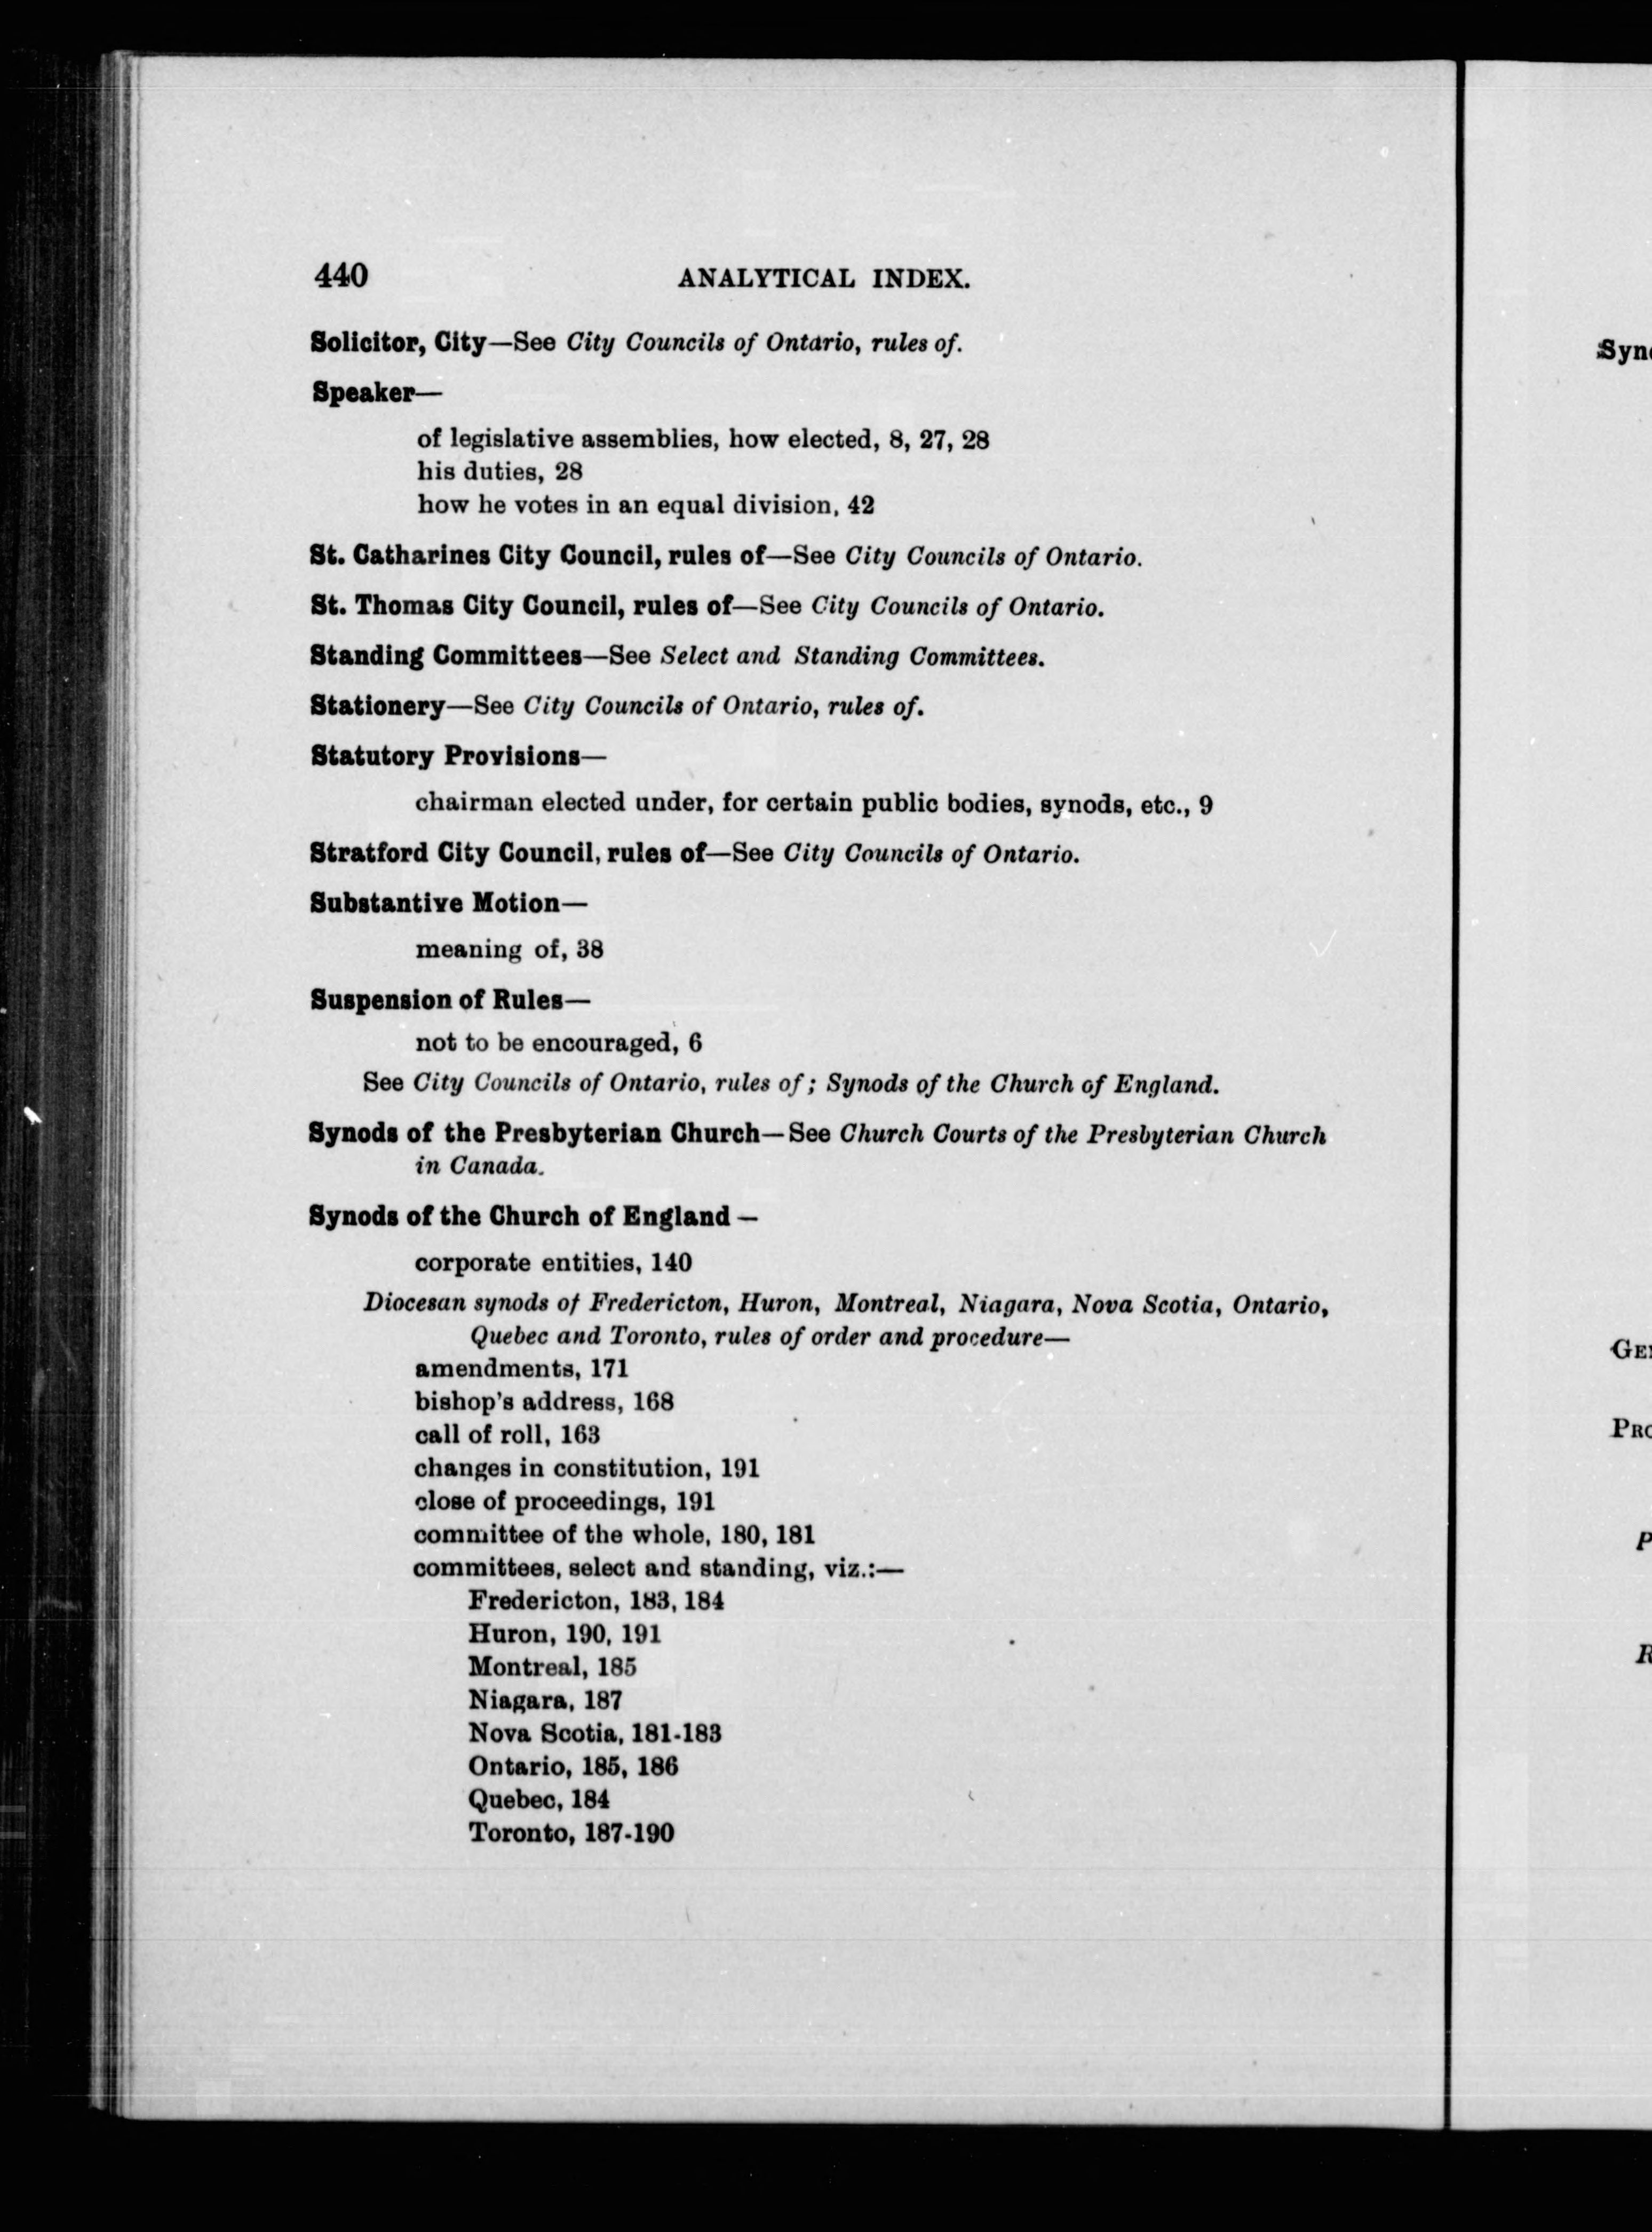 440 ANALYTICAL INDEX.
Solicitor, City—See City Councils of Ontario, rules of.
Speaker—
of legislative assemblies, how elected, 8, 27, 28
his duties, 28
how he votes in an equal division, 42
St. Catharines City Council, rules of—See City Councils of Ontario.
St. Thomas City Council, rules of—See City Councils of Ontario.
Standing Committees—See Select and Standing Committees.
Stationery—See City Councils of Ontario, rules of.
Statutory Provisions—
chairman elected under, for certain public bodies, synods, etc., 9
Stratford City Council, rules of—See City Councils of Ontario.
Substantive Motion—
meaning of, 38
Suspension of Rules—
not to be encouraged, 6
See City Councils of Ontario, rules of; Synods of the Church of England.
Synods of the Presbyterian Church—See Church Courts of the Presbyterian Church
in Canada.
Synods of the Church of England—
corporate entities, 140
Diocesan synods of Fredericton, Huron, Montreal, Niagara, Nova Scotia, Ontario,
Quebec and Toronto, rules of order and procedure—
amendments, 171
bishop's address, 168
call of roll, 163
changes in constitution, 191
close of proceedings, 191
committee of the whole, 180, 181
committees, select and standing, viz.:—
Fredericton, 183, 184
Huron, 190, 191
Montreal, 185
Niagara, 187
Nova Scotia, 181-183
Ontario, 185, 186
Quebec, 184
Toronto, 187-190